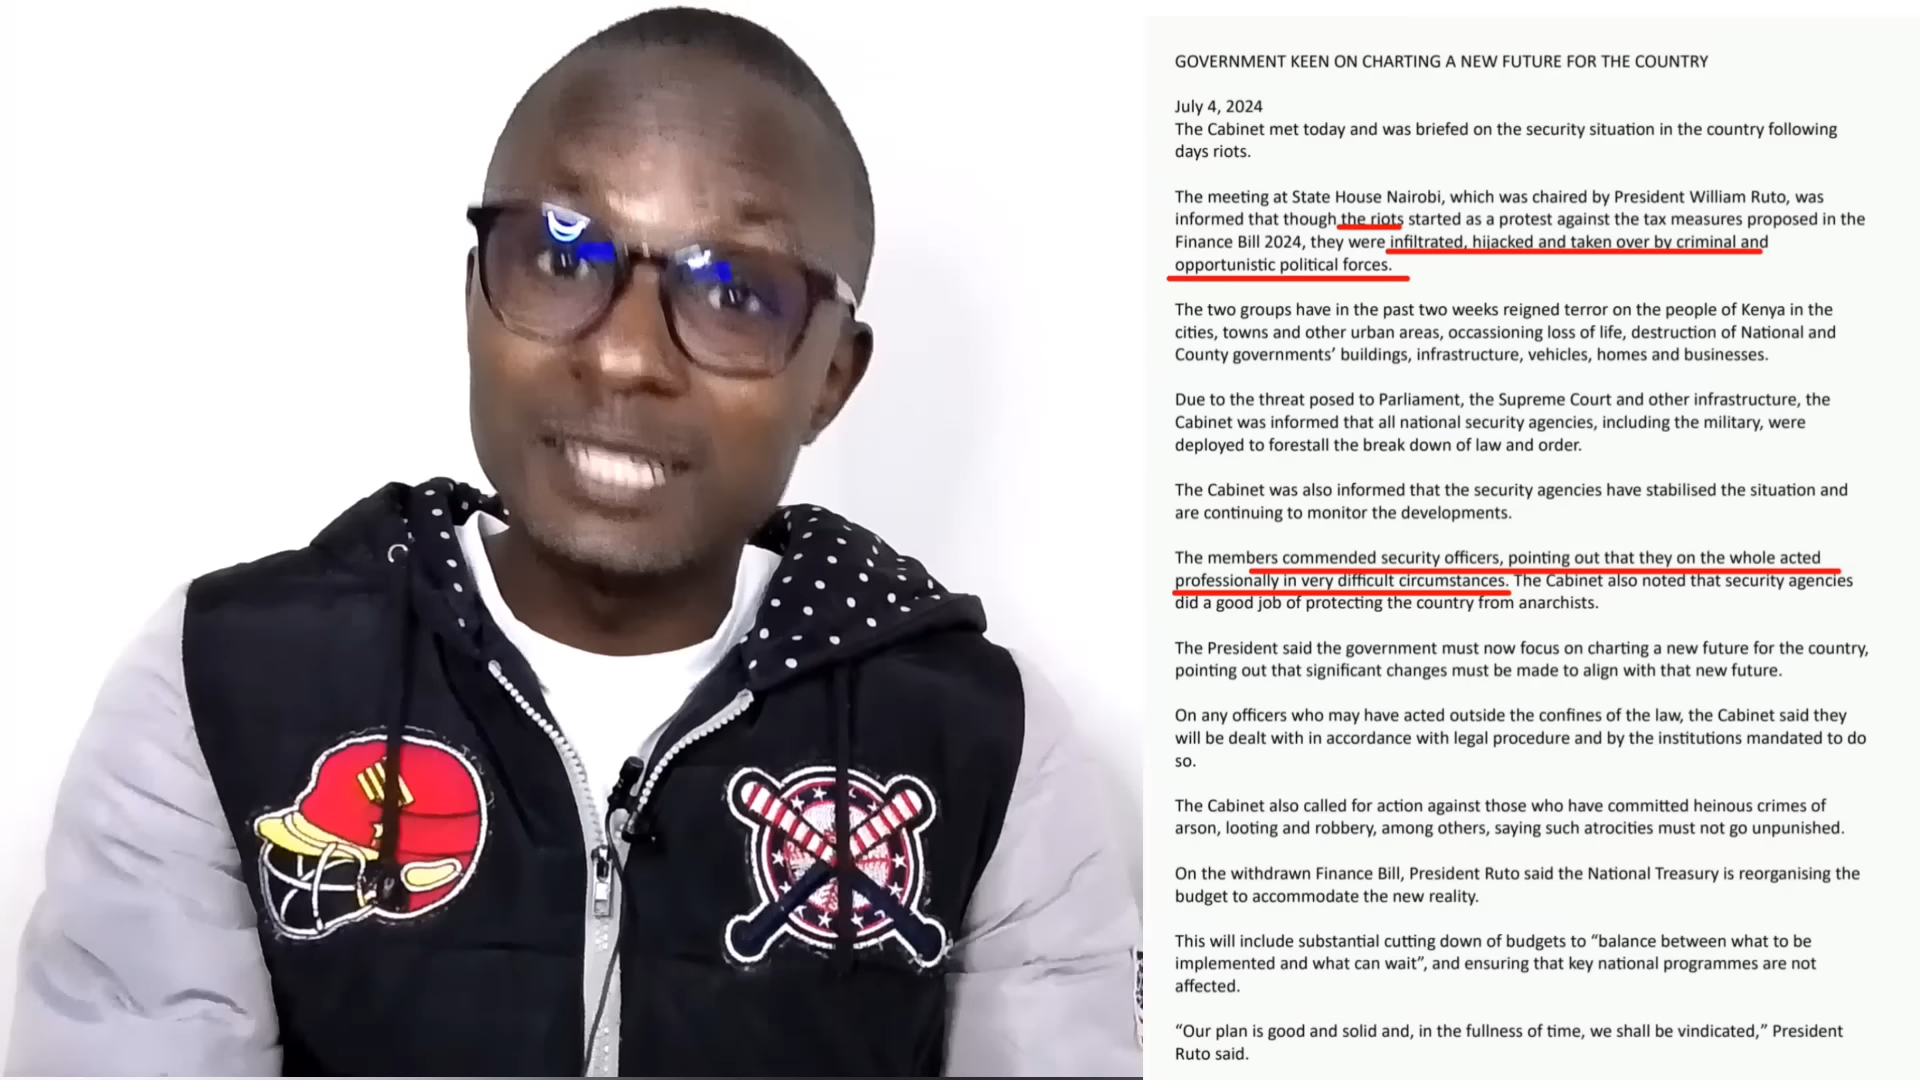 GOVERNMENT KEEN ON CHARTING A NEW FUTURE FOR THE COUNTRY
July 4, 2024
The Cabinet met today and was briefed on the security situation in the country following
days riots.
The meeting at State House Nairobi, which was chaired by President William Ruto, was
informed that though the riots started as a protest against the tax measures proposed in the
Finance Bill 2024, they were infiltrated, hijacked and taken over by criminal and
opportunistic political forces.
The two groups have in the past two weeks reigned terror on the people of Kenya in the
cities, towns and other urban areas, occassioning loss of life, destruction of National and
County governments’ buildings, infrastructure, vehicles, homes and businesses.
Due to the threat posed to Parliament, the Supreme Court and other infrastructure, the
Cabinet was informed that all national security agencies, including the military, were
deployed to forestall the break down of law and order.
The Cabinet was also informed that the security agencies have stabilised the situation and
are continuing to monitor the developments.
The members commended security officers, pointing out that they on the whole acted
professionally in very difficult circumstances. The Cabinet also noted that security agencies
did a good job of protecting the country from anarchists.
The President said the government must now focus on charting a new future for the country,
pointing out that significant changes must be made to align with that new future.
On any officers who may have acted outside the confines of the law, the Cabinet said they
will be dealt with in accordance with legal procedure and by the institutions mandated to do
so.
The Cabinet also called for action against those who have committed heinous crimes of
arson, looting and robbery, among others, saying such atrocities must not go unpunished.
On the withdrawn Finance Bill, President Ruto said the National Treasury is reorganising the
budget to accommodate the new reality.
This will include substantial cutting down of budgets to “balance between what to be
implemented and what can wait”, and ensuring that key national programmes are not
affected.
“Our plan is good and solid and, in the fullness of time, we shall be vindicated,” President
Ruto said.